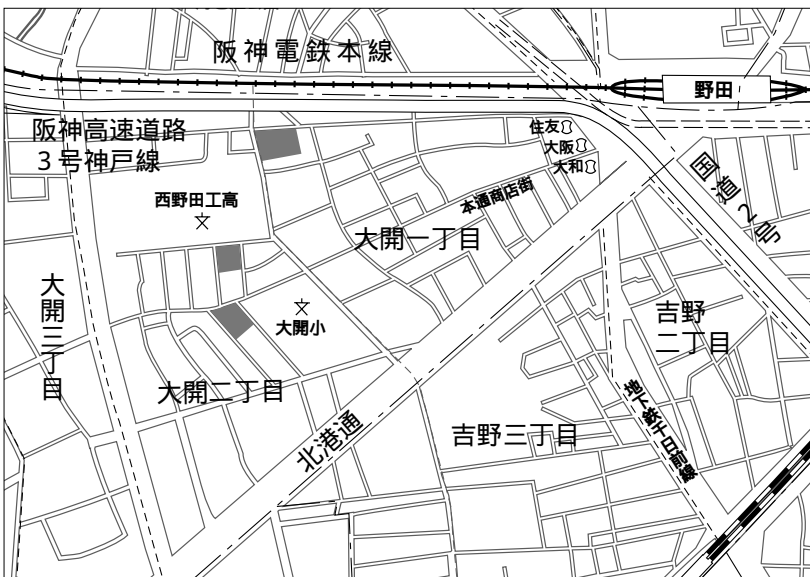 阪神電鉄本線
野田
阪神高速道路
3号神戸線
住友
大阪
大和
国道2号
西野田工高
本通商店街
大開一丁目
大開三丁目
大開小
吉野
二丁目
大開二丁目
北港通
吉野三丁目
地下鉄千日前線